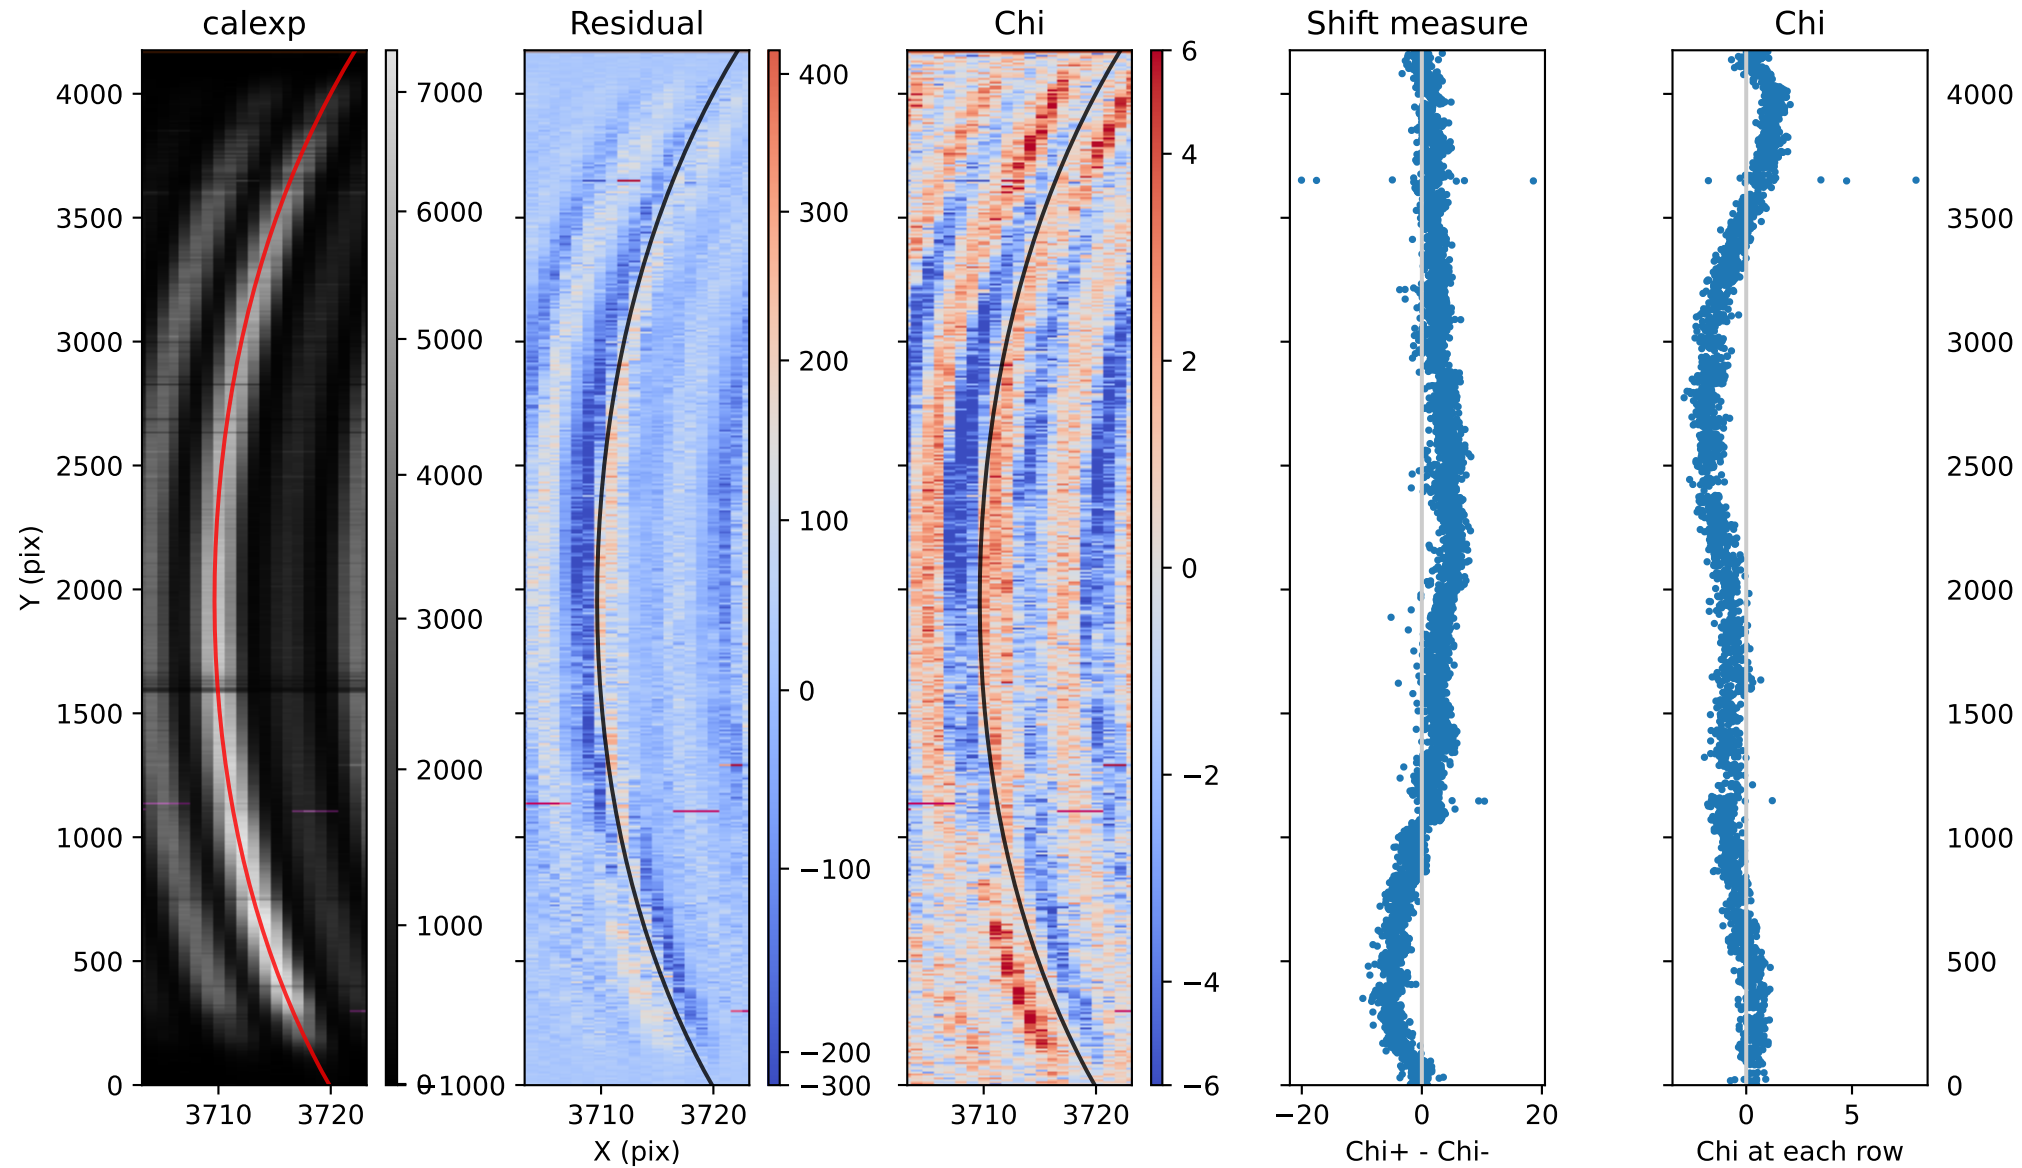 calexp Residual Chi Shift measure Chi
4000 7000 400 6 4000
3500 6000 300 4 3500
3000 5000 200 2 3000
2500 4000 100 0 2500
2000 3000 0 −2 2000
1500 2000 −100 −4 1500
1000 1000 −200 −6 1000
500 0 −300 500
0 −1000 0
3710 3720 3710 3720 3710 3720 −20 0 20 0 5
X (pix) Chi+ - Chi- Chi at each row
Y (pix)